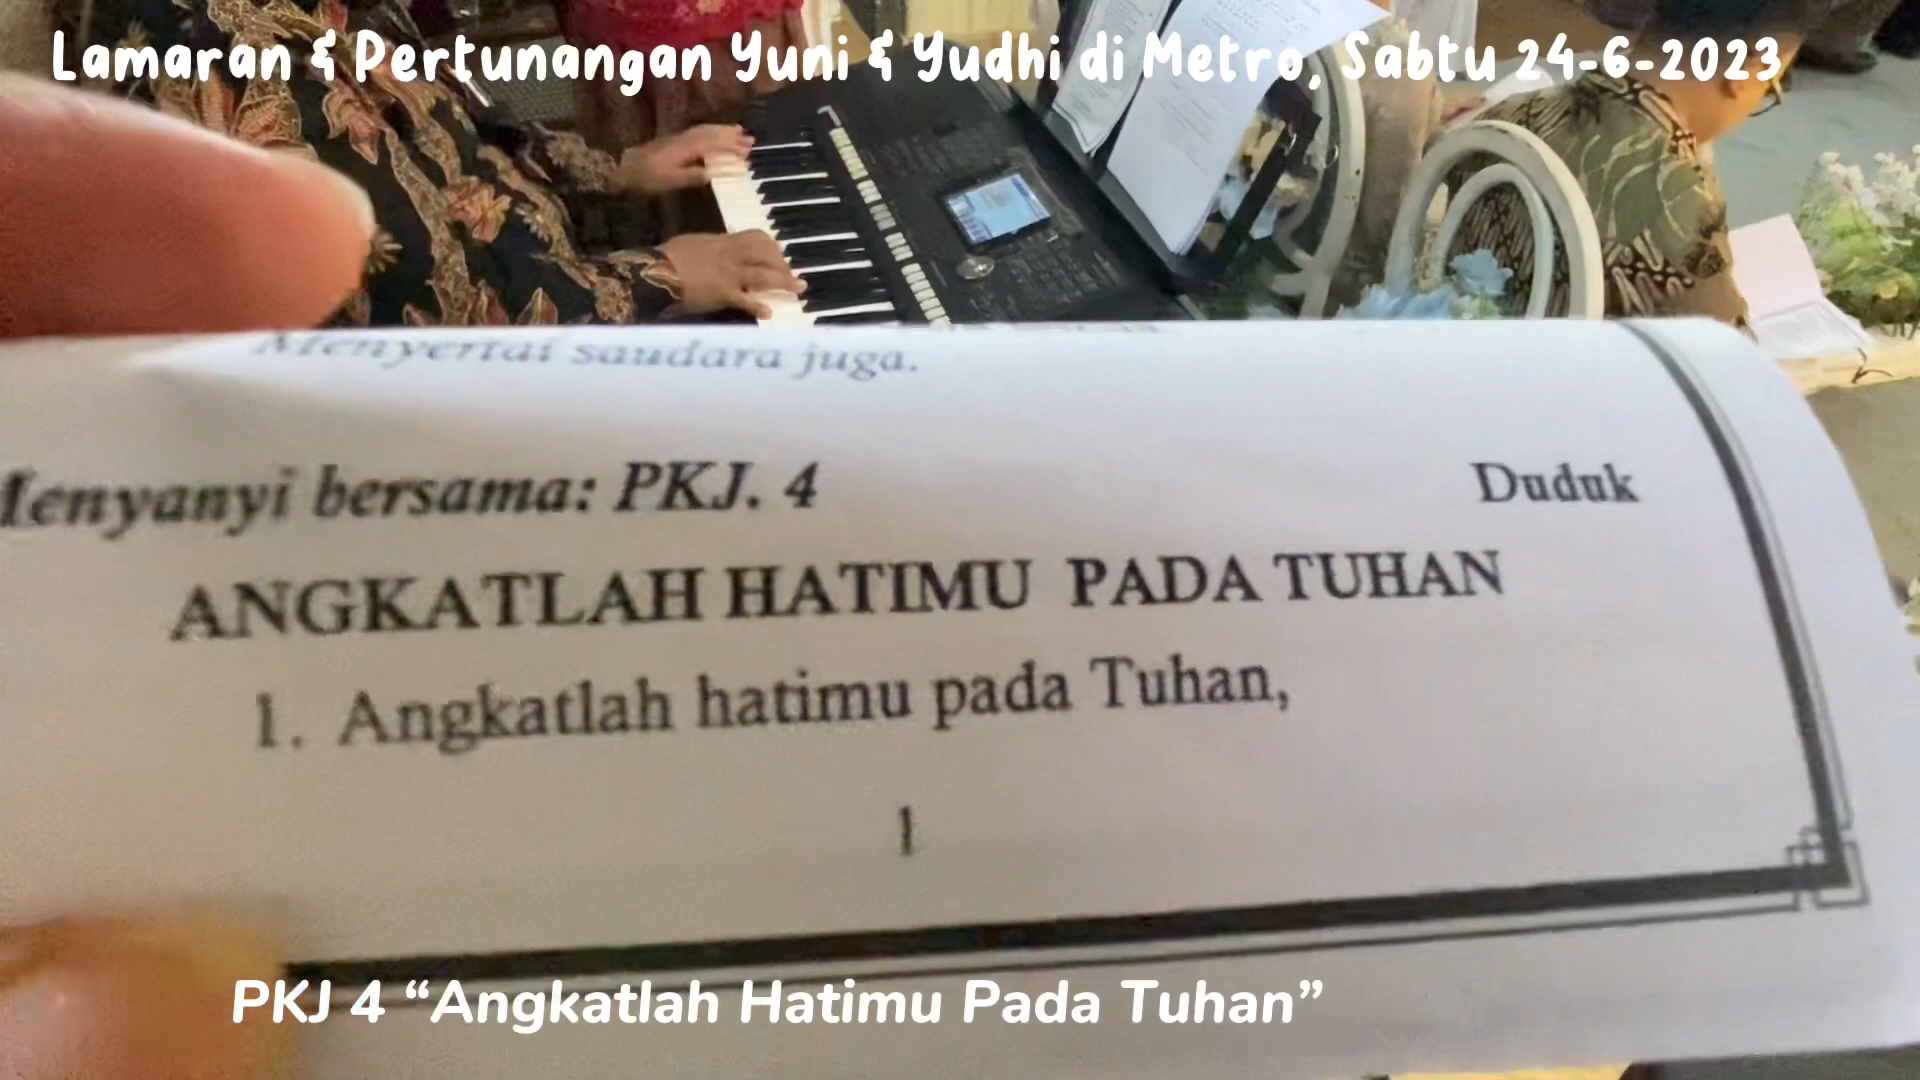 Lamaran & Pertunangan Yuni & Yudhi di Metro, Sabtu 24-6-2023
Menyertai saudara juga.
Menyanyi bersama: PKJ. 4 Duduk
ANGKATLAH HATIMU PADA TUHAN
1. Angkatlah hatimu pada Tuhan,
1
PKJ 4 “Angkatlah Hatimu Pada Tuhan”